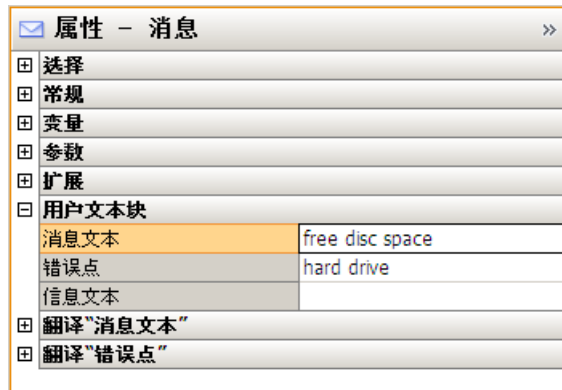 属性 - 消息
选择
常规
变量
参数
扩展
用户文本块
消息文本 free disc space
错误点 hard drive
信息文本
翻译“消息文本”
翻译“错误点”